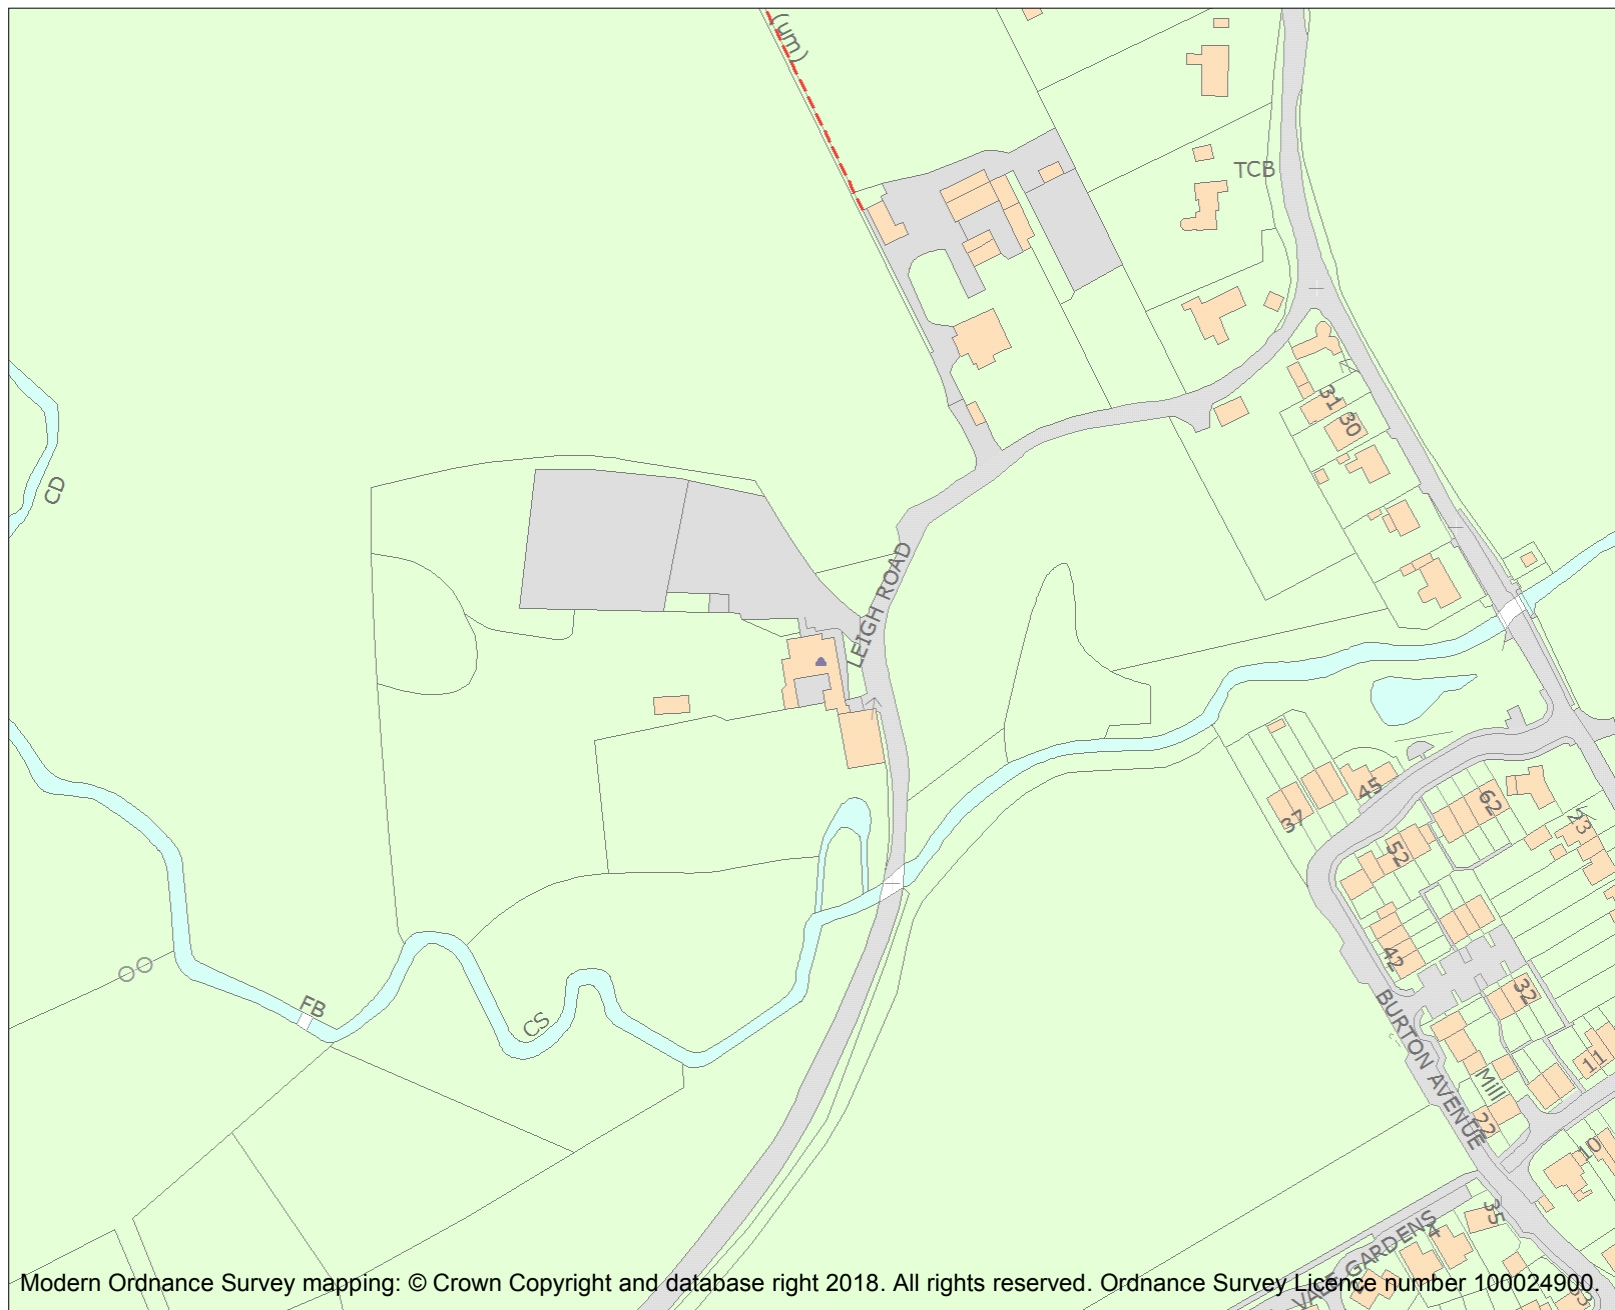 (um)
TCB
31
30
CD
LEIGH ROAD
45
37
62
23
52
42
FB
CS
32
BURTON AVENUE
11
Mill
22
10
35
4
VALE GARDENS
Modern Ordnance Survey mapping: © Crown Copyright and database right 2018. All rights reserved. Ordnance Survey Licence number 100024900.